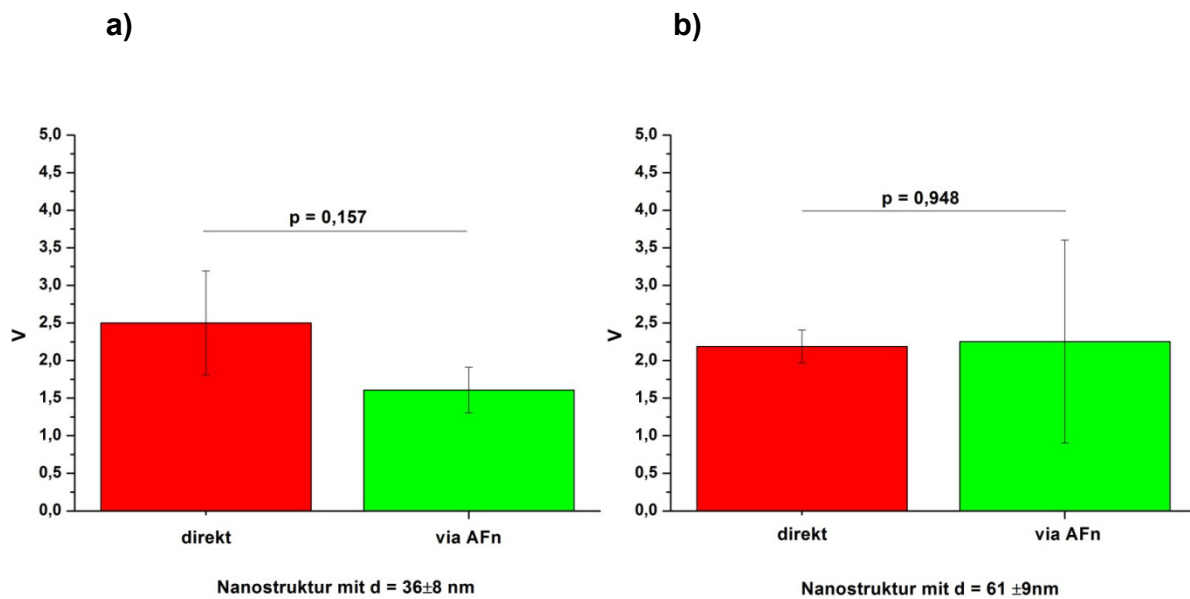 a)
5,0
4,5
4,0
3,5
3,0
2,5
2,0
1,5
1,0
0,5
0,0
V
p = 0,157
direkt
via AFn
Nanostruktur mit d = 36±8 nm
b)
5,0
4,5
4,0
3,5
3,0
2,5
2,0
1,5
1,0
0,5
0,0
V
p = 0,948
direkt
via AFn
Nanostruktur mit d = 61 ±9nm